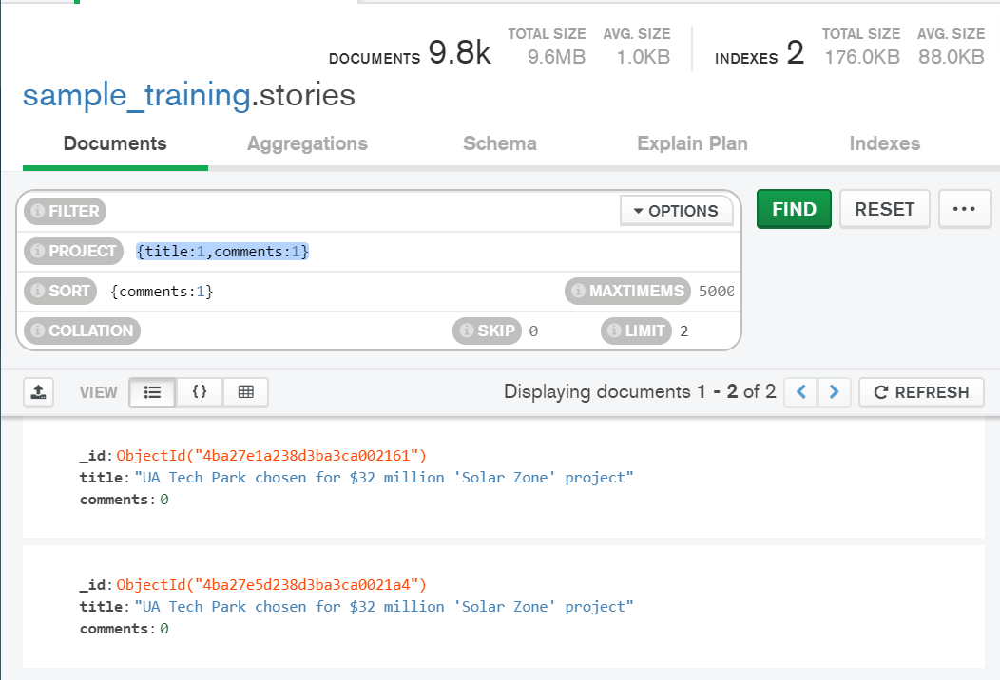 DOCUMENTS 9.8k TOTAL SIZE 9.6MB AVG. SIZE 1.0KB INDEXES 2 TOTAL SIZE 176.0KB AVG. SIZE 88.0KB
sample_training.stories
Documents Aggregations Schema Explain Plan Indexes
FILTER OPTIONS FIND RESET ...
PROJECT {title:1,comments:1}
SORT {comments:1} MAXTIMEMS 5000
COLLATION SKIP 0 LIMIT 2
VIEW {} Displaying documents 1 - 2 of 2 < > REFRESH
_id: ObjectId("4ba27e1a238d3ba3ca002161")
title: "UA Tech Park chosen for $32 million 'Solar Zone' project"
comments: 0
_id: ObjectId("4ba27e5d238d3ba3ca0021a4")
title: "UA Tech Park chosen for $32 million 'Solar Zone' project"
comments: 0